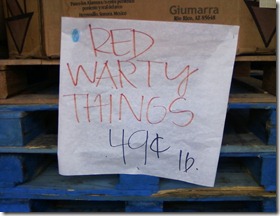 Giumarra
RED
WARTY
THINGS
49¢ lb.